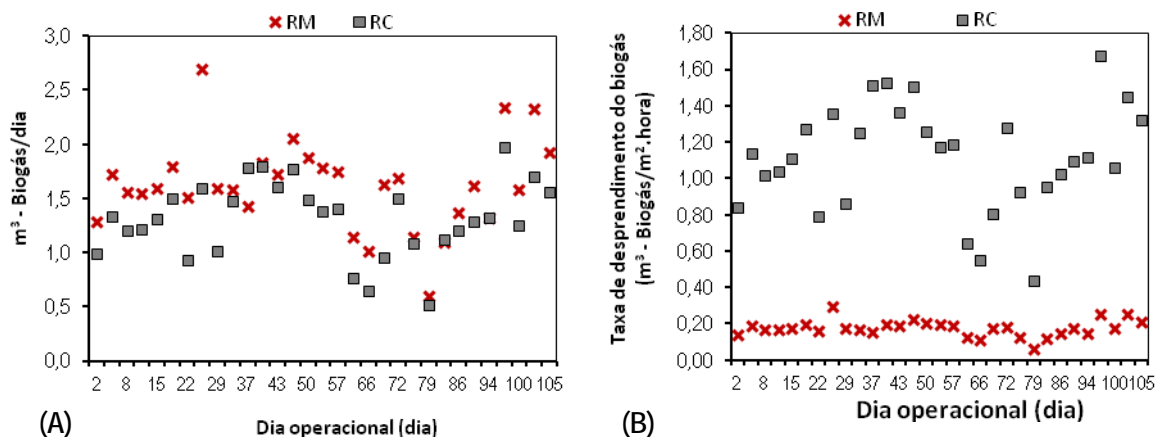 RM RC
m³ - Biogás/dia
3,0
2,5
2,0
1,5
1,0
0,5
0,0
2 8 15 22 29 37 43 50 57 66 72 79 86 94 100 105
(A)
Dia operacional (dia)
RM RC
Taxa de desprendimento do biogás
(m³ - Biogás/m².hora)
1,80
1,60
1,40
1,20
1,00
0,80
0,60
0,40
0,20
0,00
2 8 15 22 29 37 43 50 57 66 72 79 86 94 100 105
(B)
Dia operacional (dia)